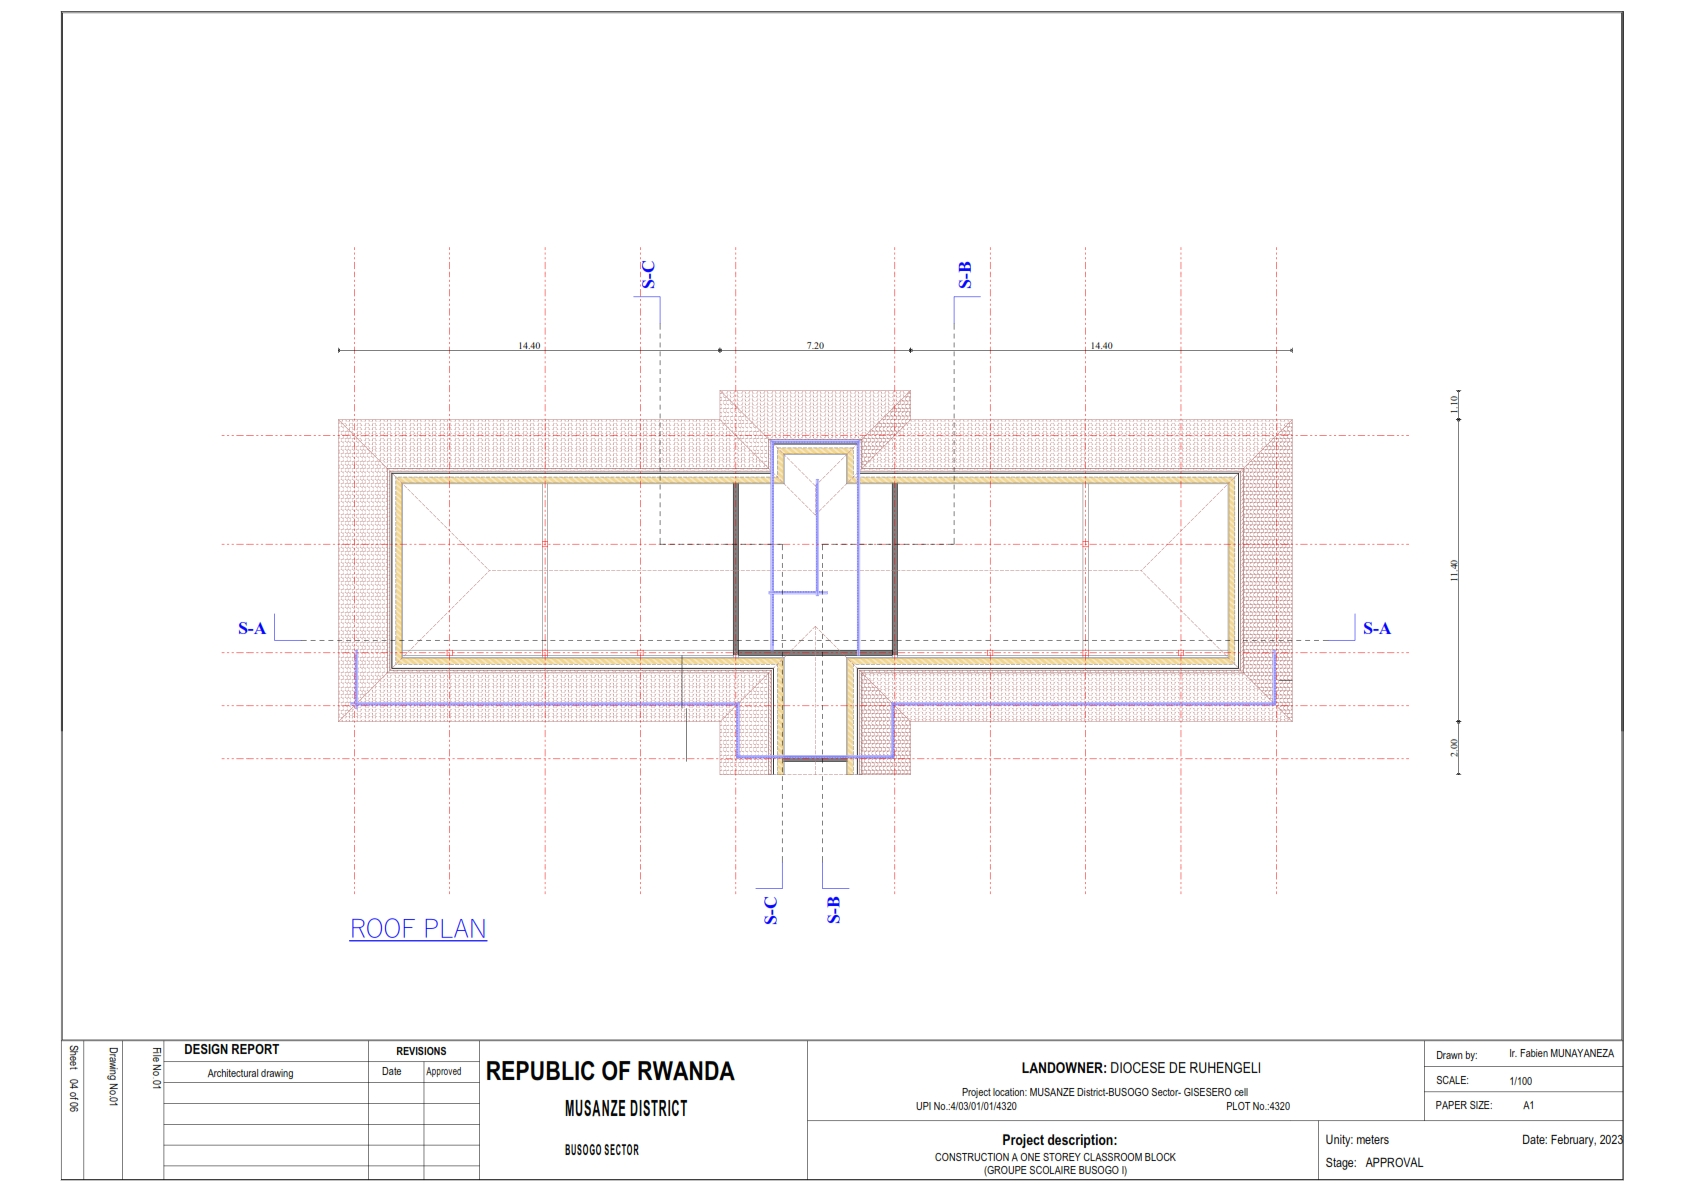 S-C
S-B
14.40
7.20
14.40
1.10
11.40
2.00
S-A
S-A
S-C
S-B
ROOF PLAN
Sheet 04 of 06
Drawing No.01
File No 01
DESIGN REPORT
Architectural drawing
REVISIONS
Date
Approved
REPUBLIC OF RWANDA
MUSANZE DISTRICT
BUSOGO SECTOR
LANDOWNER: DIOCESE DE RUHENGELI
Project location: MUSANZE District-BUSOGO Sector- GISESERO cell
UPI No.:4/03/01/01/4320
PLOT No.:4320
Project description:
CONSTRUCTION A ONE STOREY CLASSROOM BLOCK
(GROUPE SCOLAIRE BUSOGO I)
Drawn by: Ir. Fabien MUNAYANEZA
SCALE: 1/100
PAPER SIZE: A1
Unity: meters
Date: February, 2023
Stage: APPROVAL